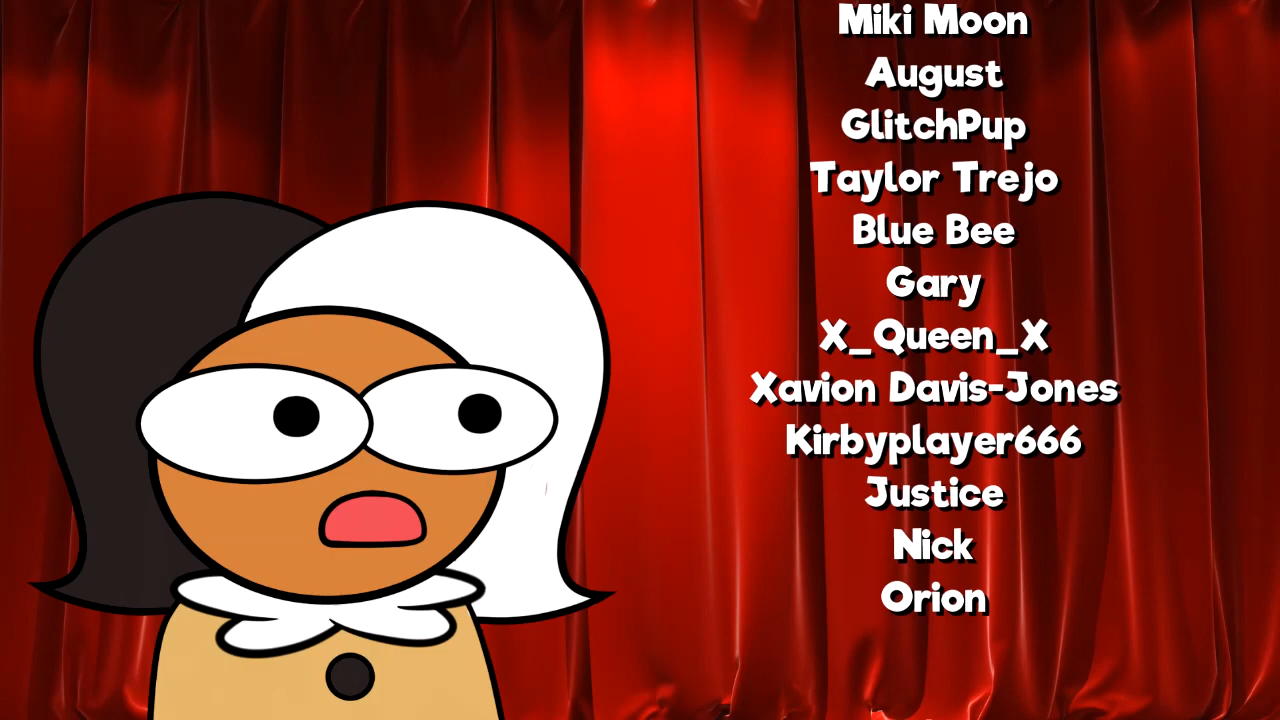 Miki Moon
August
GlitchPup
Taylor Trejo
Blue Bee
Gary
X_Queen_X
Xavion Davis-Jones
Kirbyplayer666
Justice
Nick
Orion